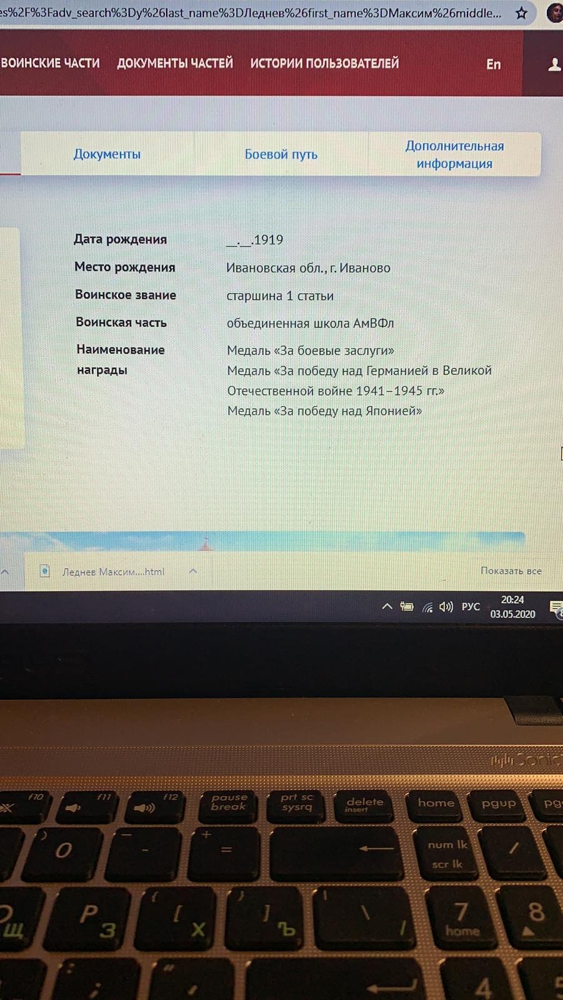 es%2F%3Fadv_search%3Dy%26last_name%3DЛеднев%26first_name%3DМаксим%26middle...
ВОИНСКИЕ ЧАСТИ ДОКУМЕНТЫ ЧАСТЕЙ ИСТОРИИ ПОЛЬЗОВАТЕЛЕЙ En
Документы Боевой путь Дополнительная
информация
Дата рождения __.__.1919
Место рождения Ивановская обл., г. Иваново
Воинское звание старшина 1 статьи
Воинская часть объединенная школа АмВФл
Наименование Медаль «За боевые заслуги»
награды Медаль «За победу над Германией в Великой
Отечественной войне 1941–1945 гг.»
Медаль «За победу над Японией»
Леднев Максим....html Показать все
РУС 20:24
03.05.2020
f10 f11 f12 pause prt sc delete home pgup pg
break sysrq insert
) – + num lk /
0 - = scr lk
P { [ } ] | \ 7 8
Щ З Х Ъ / home
: ; " ' 4